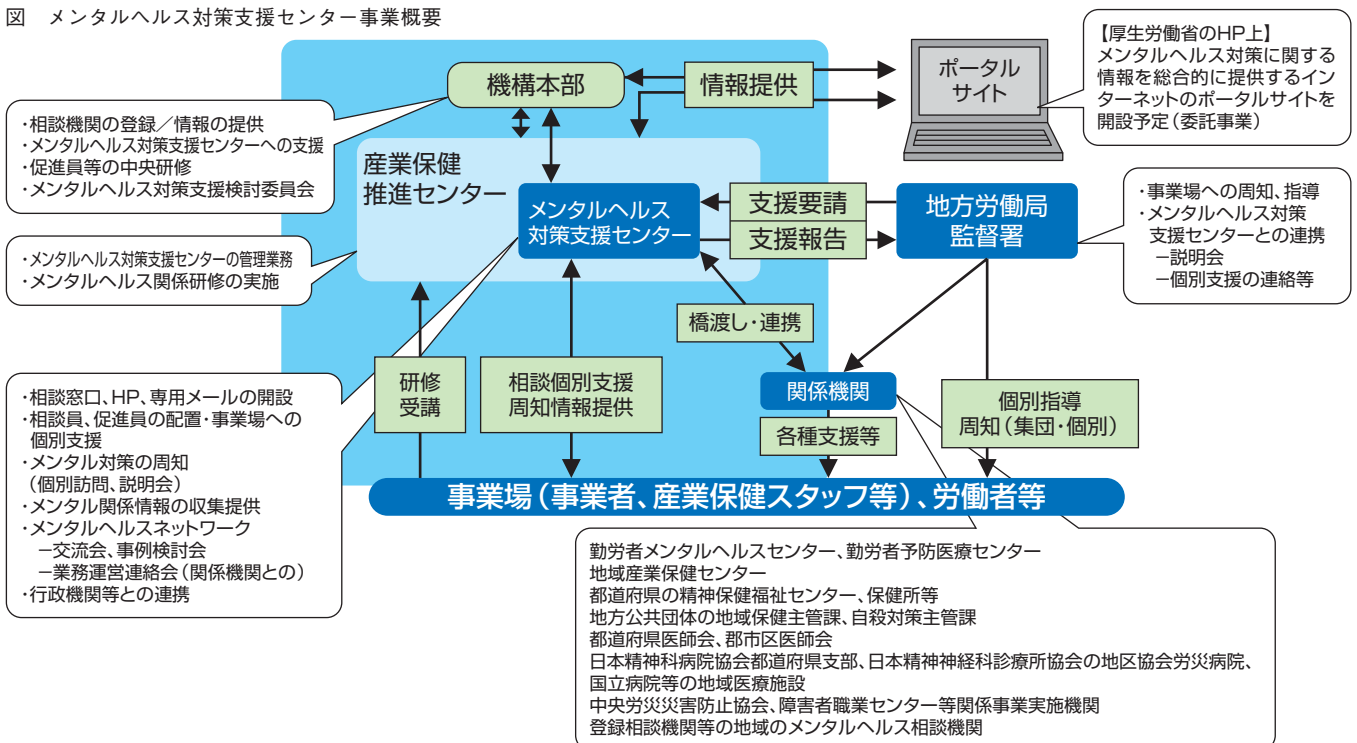 図　メンタルヘルス対策支援センター事業概要
機構本部
情報提供
ポータル
サイト
【厚生労働省のHP上】
メンタルヘルス対策に関する
情報を総合的に提供するイン
ターネットのポータルサイトを
開設予定（委託事業）
・相談機関の登録／情報の提供
・メンタルヘルス対策支援センターへの支援
・促進員等の中央研修
・メンタルヘルス対策支援検討委員会
産業保健
推進センター
メンタルヘルス
対策支援センター
支援要請
支援報告
地方労働局
監督署
・事業場への周知、指導
・メンタルヘルス対策
支援センターとの連携
－説明会
－個別支援の連絡等
・メンタルヘルス対策支援センターの管理業務
・メンタルヘルス関係研修の実施
橋渡し・連携
・相談窓口、HP、専用メールの開設
・相談員、促進員の配置・事業場への
個別支援
・メンタル対策の周知
（個別訪問、説明会）
・メンタル関係情報の収集提供
・メンタルヘルスネットワーク
－交流会、事例検討会
－業務運営連絡会（関係機関との）
・行政機関等との連携
研修
受講
相談個別支援
周知情報提供
関係機関
各種支援等
個別指導
周知（集団・個別）
事業場（事業者、産業保健スタッフ等）、労働者等
勤労者メンタルヘルスセンター、勤労者予防医療センター
地域産業保健センター
都道府県の精神保健福祉センター、保健所等
地方公共団体の地域保健主管課、自殺対策主管課
都道府県医師会、郡市区医師会
日本精神科病院協会都道府県支部、日本精神神経科診療所協会の地区協会労災病院、
国立病院等の地域医療施設
中央労災災害防止協会、障害者職業センター等関係事業実施機関
登録相談機関等の地域のメンタルヘルス相談機関